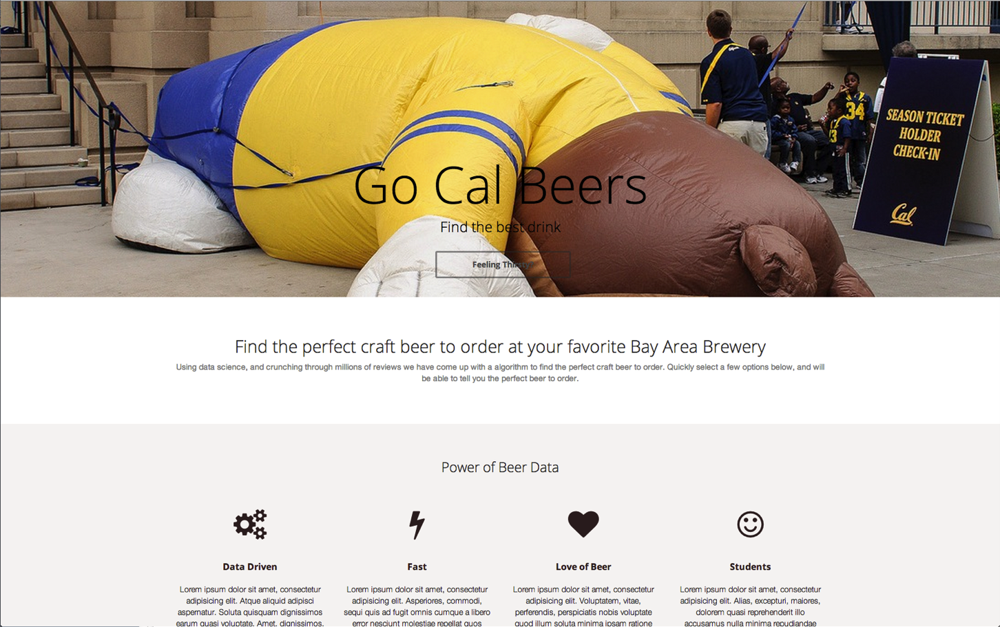 SEASON TICKET
HOLDER
CHECK-IN
Cal
34
Go Cal Beers
Find the best drink
Feeling Thirsty?
Find the perfect craft beer to order at your favorite Bay Area Brewery
Using data science, and crunching through millions of reviews we have come up with a algorithm to find the perfect craft beer to order. Quickly select a few options below, and will
be able to tell you the perfect beer to order.
Power of Beer Data
Data Driven
Lorem ipsum dolor sit amet, consectetur
adipisicing elit. Atque aliquid adipisci
aspernatur. Soluta quisquam dignissimos
earum quasi voluptate. Amet, dignissimos,
Fast
Lorem ipsum dolor sit amet, consectetur
adipisicing elit. Asperiores, commodi,
sequi quis ad fugit omnis cumque a libero
error nesciunt molestiae repellat quos
Love of Beer
Lorem ipsum dolor sit amet, consectetur
adipisicing elit. Voluptatem, vitae,
perferendis, perspiciatis nobis voluptate
quod illum soluta minima ipsam ratione
Students
Lorem ipsum dolor sit amet, consectetur
adipisicing elit. Alias, excepturi, maiores,
dolorem quasi reprehenderit illo
accusamus nulla minima repudiandae